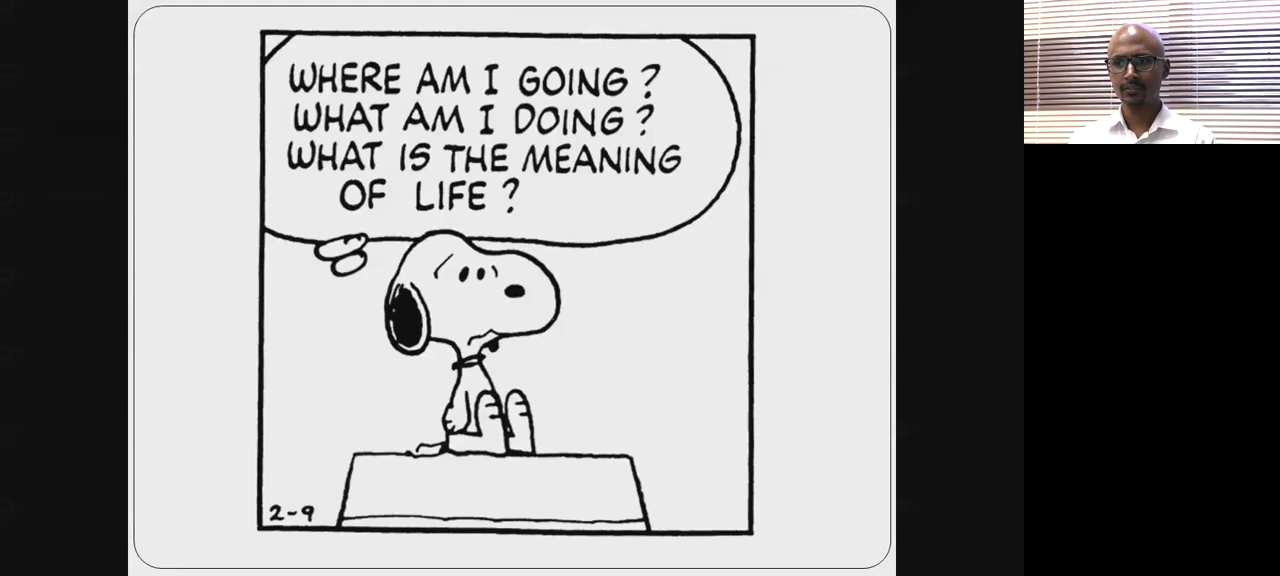 WHERE AM I GOING?
WHAT AM I DOING?
WHAT IS THE MEANING
OF LIFE?
2-9